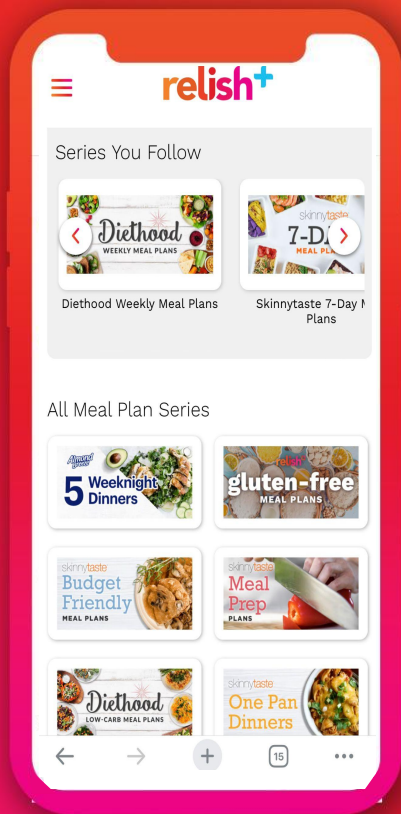 relish+
Series You Follow
Diethood
WEEKLY MEAL PLANS
skinnytaste
7-D
MEAL PL
Diethood Weekly Meal Plans
Skinnytaste 7-Day
Plans
All Meal Plan Series
Almond
Breeze
5 Weeknight
Dinners
relish+
gluten-free
MEAL PLANS
skinnytaste
Budget
Friendly
MEAL PLANS
skinnytaste
Meal
Prep
PLANS
Diethood
LOW-CARB MEAL PLANS
skinnytaste
One Pan
Dinners
15